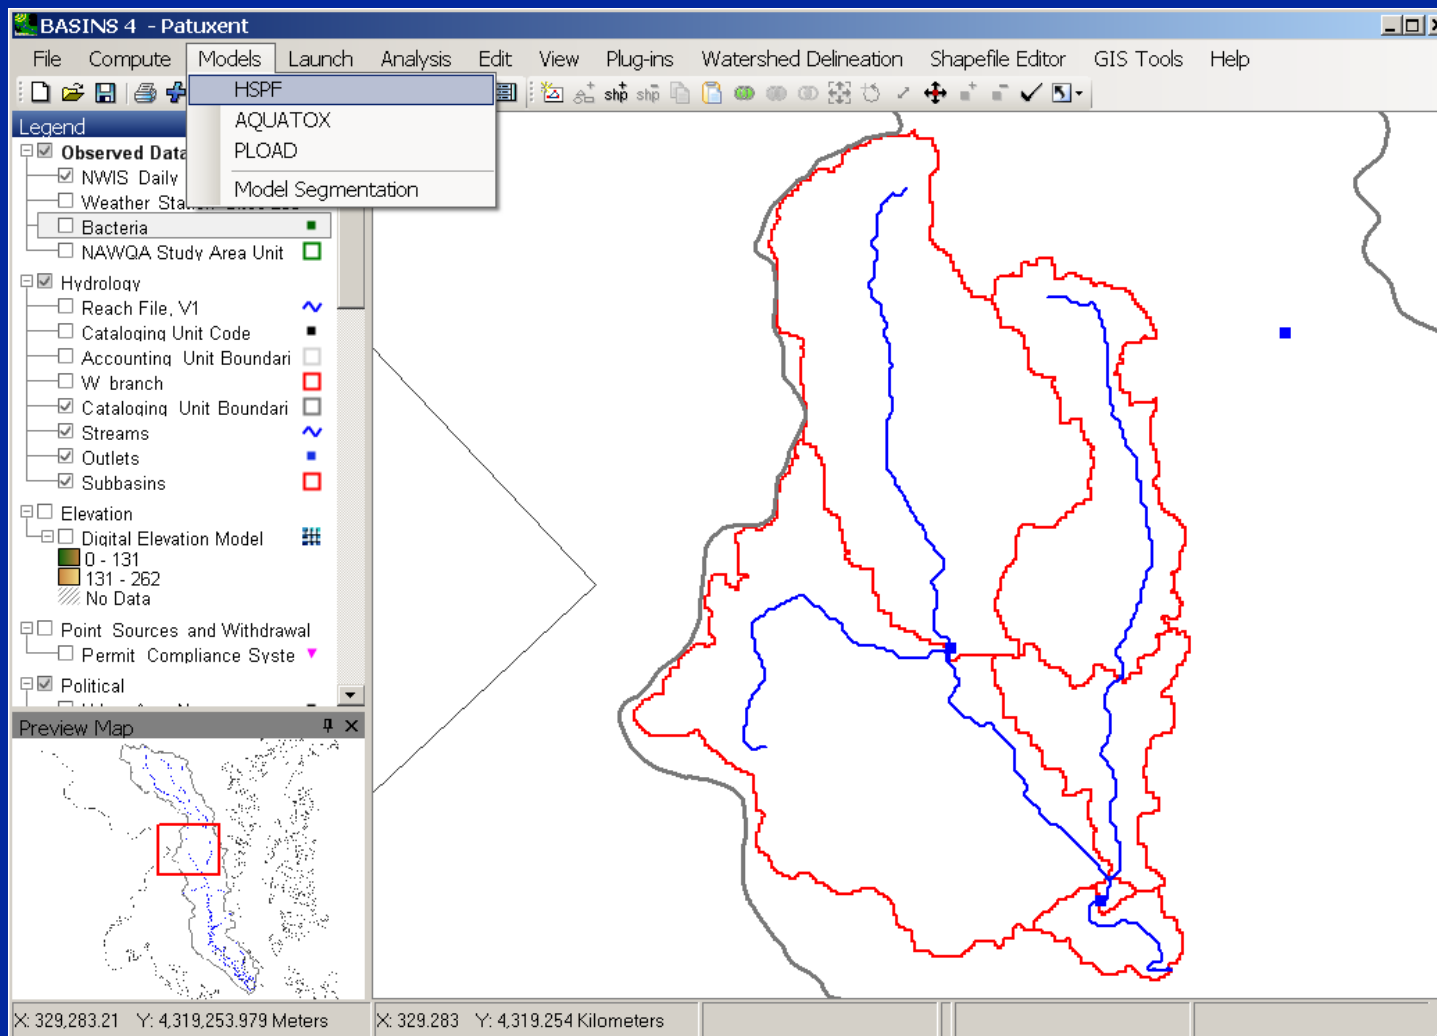 BASINS 4 - Patuxent
File Compute Models Launch Analysis Edit View Plug-ins Watershed Delineation Shapefile Editor GIS Tools Help
HSPF
shp shp
AQUATOX
PLOAD
Model Segmentation
Legend
Observed Data
NWIS Daily
Weather
Bacteria
NAWQA Study Area Unit
Hydrology
Reach File, V1
Cataloging Unit Code
Accounting Unit Boundari
W branch
Cataloging Unit Boundari
Streams
Outlets
Subbasins
Elevation
Digital Elevation Model
0 - 131
131 - 262
No Data
Point Sources and Withdrawal
Permit Compliance Syste
Political
Preview Map
X: 329,283.21 Y: 4,319,253.979 Meters X: 329.283 Y: 4,319.254 Kilometers